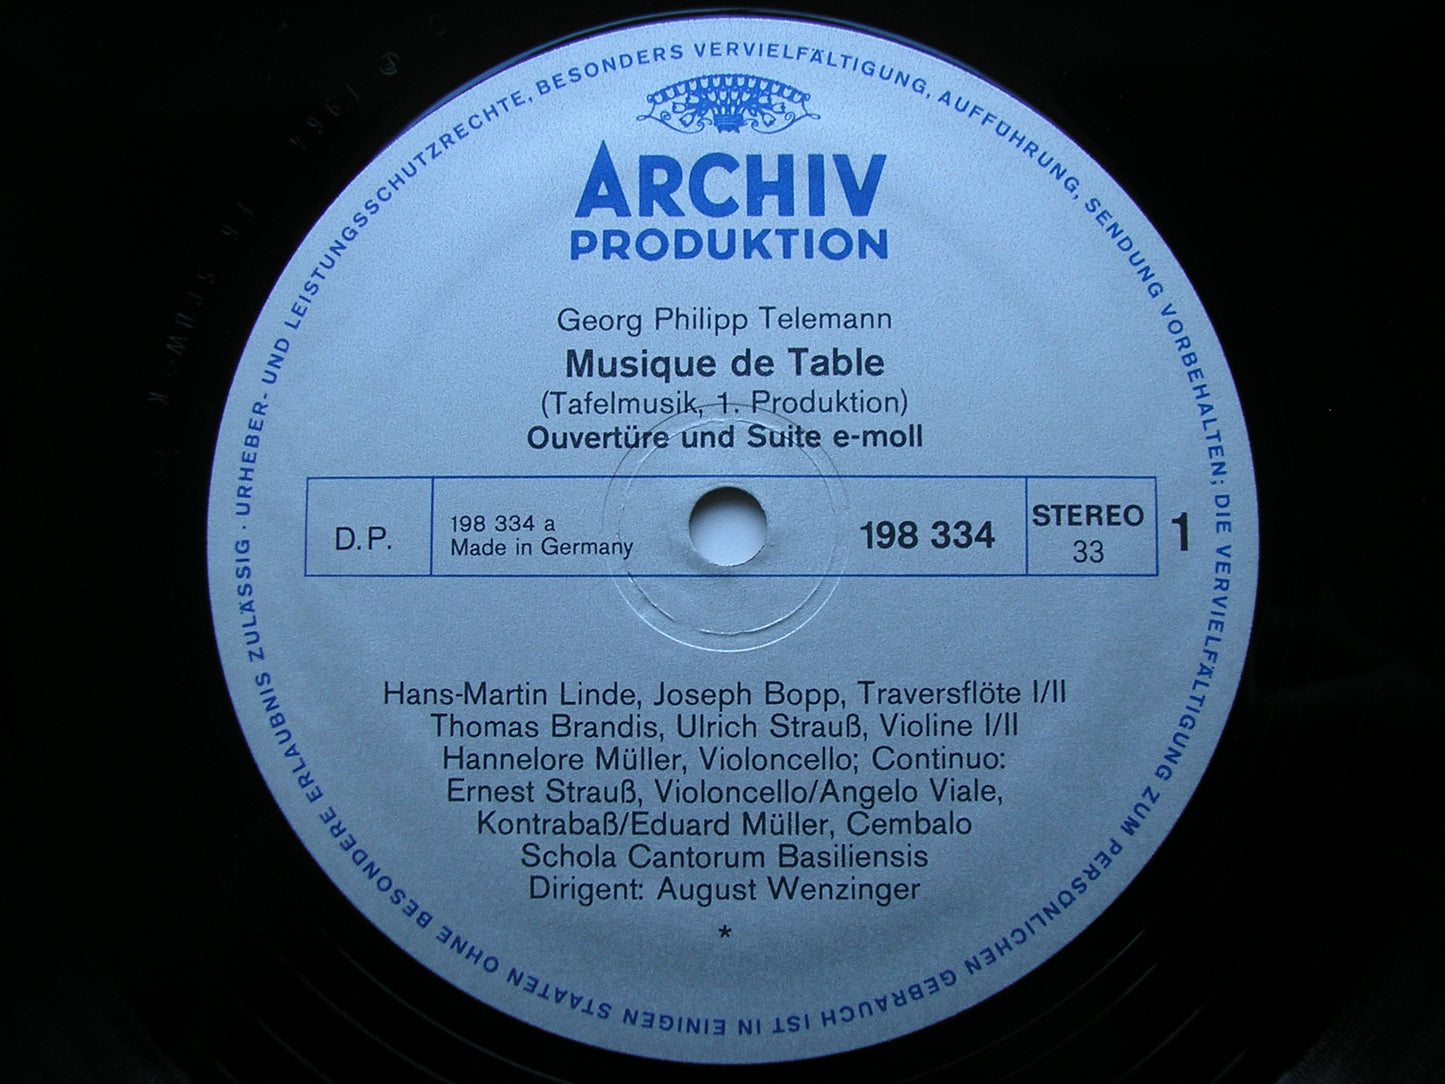 URHEBER- UND LEISTUNGSSCHUTZRECHTE, BESONDERS VERVIELFÄLTIGUNG, AUFFÜHRUNG, SENDUNG VORBEHALTEN; DIE VERVIELFÄLTIGUNG ZUM PERSÖNLICHEN GEBRAUCH IST IN EINIGEN STAATEN OHNE BESONDERE ERLAUBNIS ZULÄSSIG ·
ARCHIV
PRODUKTION
Georg Philipp Telemann
Musique de Table
(Tafelmusik, 1. Produktion)
Ouvertüre und Suite e-moll
D.P.
198 334 a
Made in Germany
198 334
STEREO
33
1
Hans-Martin Linde, Joseph Bopp, Traversflöte I/II
Thomas Brandis, Ulrich Strauß, Violine I/II
Hannelore Müller, Violoncello; Continuo:
Ernest Strauß, Violoncello/Angelo Viale,
Kontrabaß/Eduard Müller, Cembalo
Schola Cantorum Basiliensis
Dirigent: August Wenzinger
*